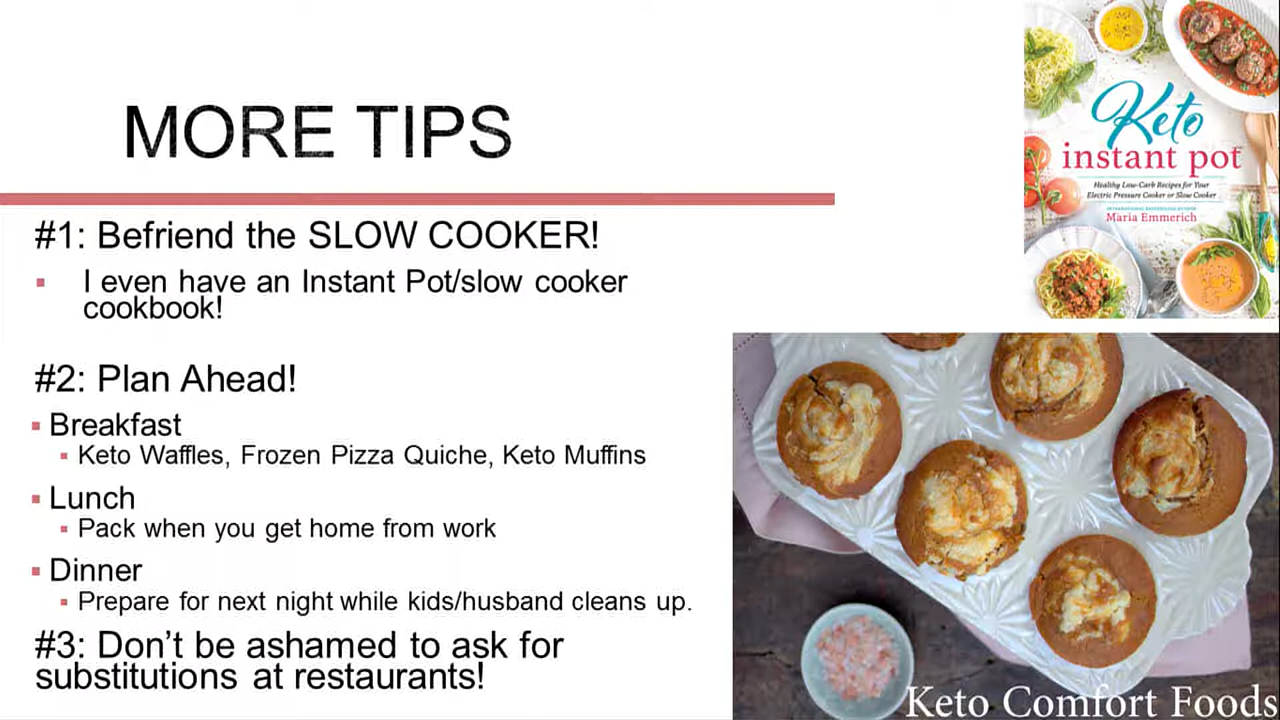 MORE TIPS
#1: Befriend the SLOW COOKER!
I even have an Instant Pot/slow cooker
cookbook!
#2: Plan Ahead!
Breakfast
Keto Waffles, Frozen Pizza Quiche, Keto Muffins
Lunch
Pack when you get home from work
Dinner
Prepare for next night while kids/husband cleans up.
#3: Don’t be ashamed to ask for
substitutions at restaurants!
Keto
instant pot
Healthy Low-Carb Recipes for Your
Electric Pressure Cooker or Slow Cooker
Maria Emmerich
Keto Comfort Foods